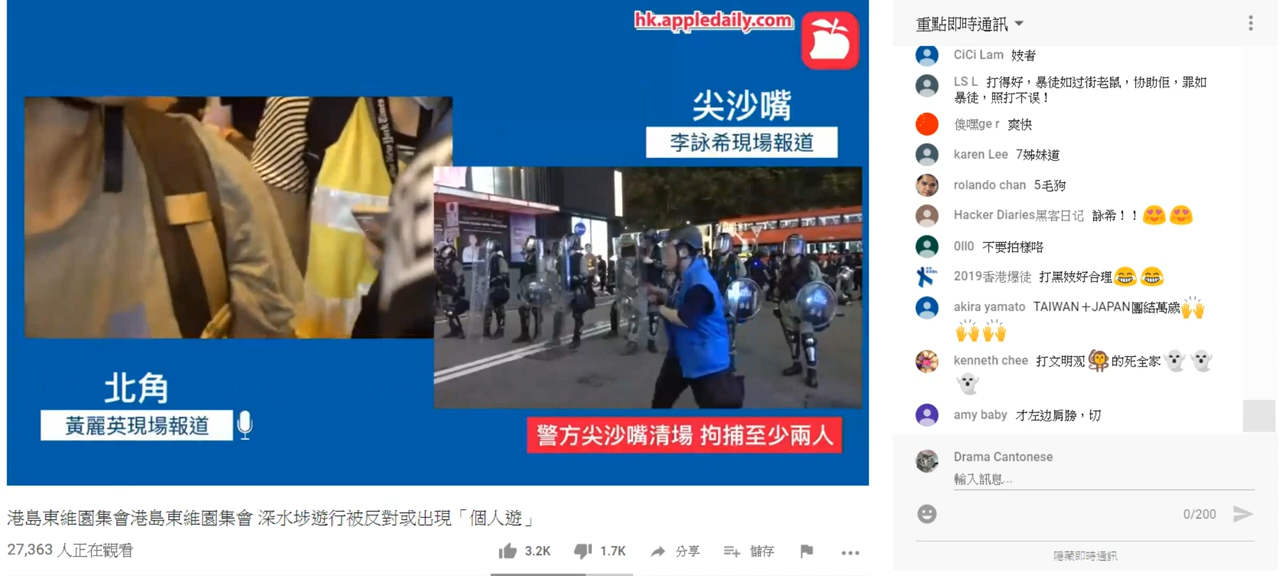 hk.appledaily.com
尖沙嘴
李詠希現場報道
New York Times
北角
黃麗英現場報道
警方尖沙嘴清場 拘捕至少兩人
港島東維園集會港島東維園集會 深水埗遊行被反對或出現「個人遊」
27,363 人正在觀看
3.2K
1.7K
分享
儲存
重點即時通訊
CiCi Lam 妓者
LS L 打得好，暴徒如过街老鼠，协助佢，罪如
暴徒，照打不误！
俊嘿ge r 爽快
karen Lee 7姊妹道
rolando chan 5毛狗
Hacker Diaries黑客日记 詠希！！😍 😍
0ll0 不要拍樣咯
2019香港爆徒 打黑妓好合理😂 😂
akira yamato TAIWAN＋JAPAN團結萬歲🙌
🙌 🙌
kenneth chee 打文明观🐵的死全家👻 👻
👻
amy baby 才左边肩膀，切
Drama Cantonese
輸入訊息...
0/200
隱藏即時通訊